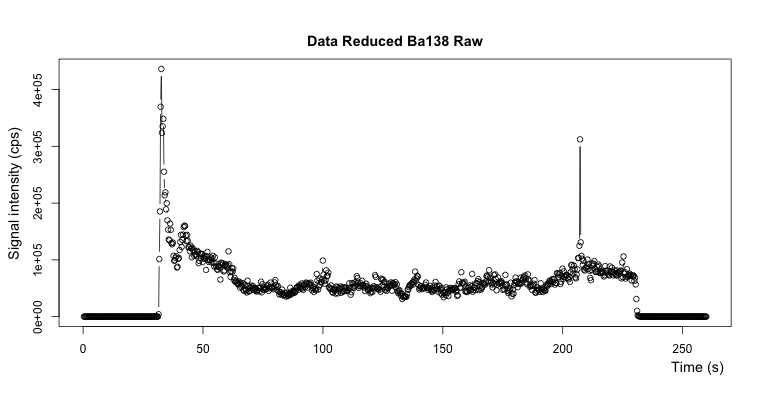 Data Reduced Ba138 Raw
Signal intensity (cps)
4e+05
3e+05
2e+05
1e+05
0e+00
0 50 100 150 200 250
Time (s)